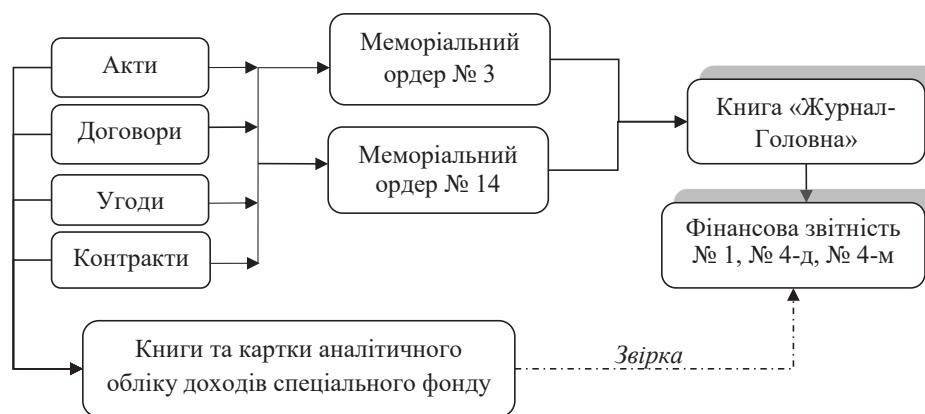 Акти
Договори
Угоди
Контракти
Меморіальний
ордер № 3
Меморіальний
ордер № 14
Книга «Журнал-
Головна»
Фінансова звітність
№ 1, № 4-д, № 4-м
Книги та картки аналітичного
обліку доходів спеціального фонду
Звірка